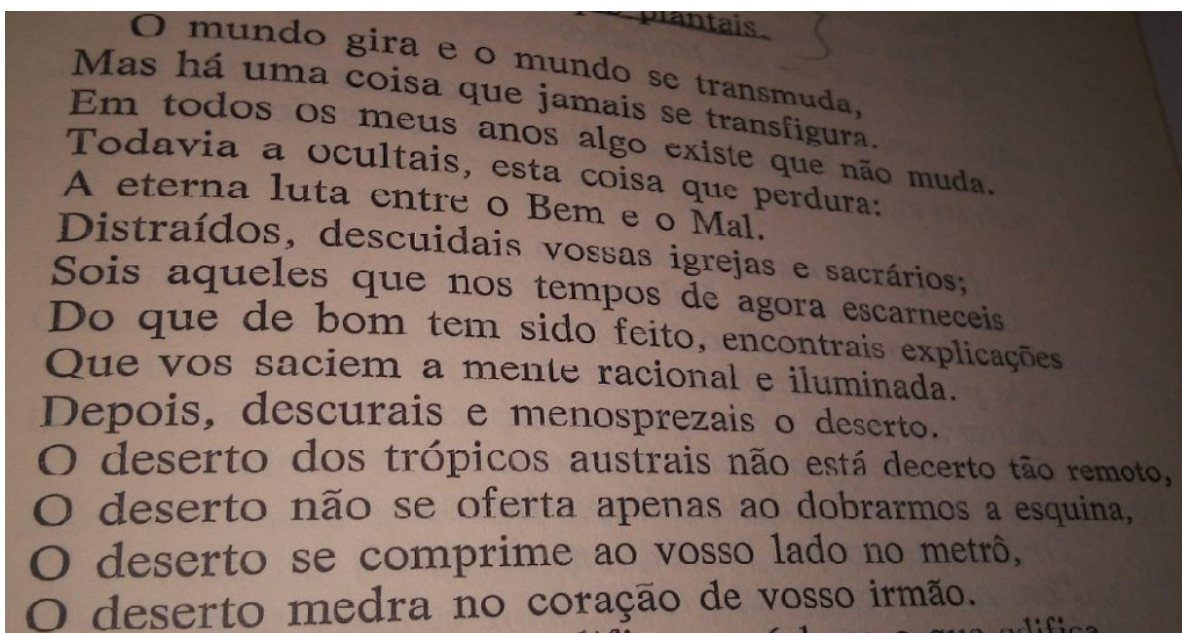 plantais.
O mundo gira e o mundo se transmuda,
Mas há uma coisa que jamais se transfigura.
Em todos os meus anos algo existe que não muda.
Todavia a ocultais, esta coisa que perdura:
A eterna luta entre o Bem e o Mal.
Distraídos, descuidais vossas igrejas e sacrários;
Sois aqueles que nos tempos de agora escarneceis
Do que de bom tem sido feito, encontrais explicações
Que vos saciem a mente racional e iluminada.
Depois, descurais e menosprezais o deserto.
O deserto dos trópicos austrais não está decerto tão remoto,
O deserto não se oferta apenas ao dobrarmos a esquina,
O deserto se comprime ao vosso lado no metrô,
O deserto medra no coração de vosso irmão.